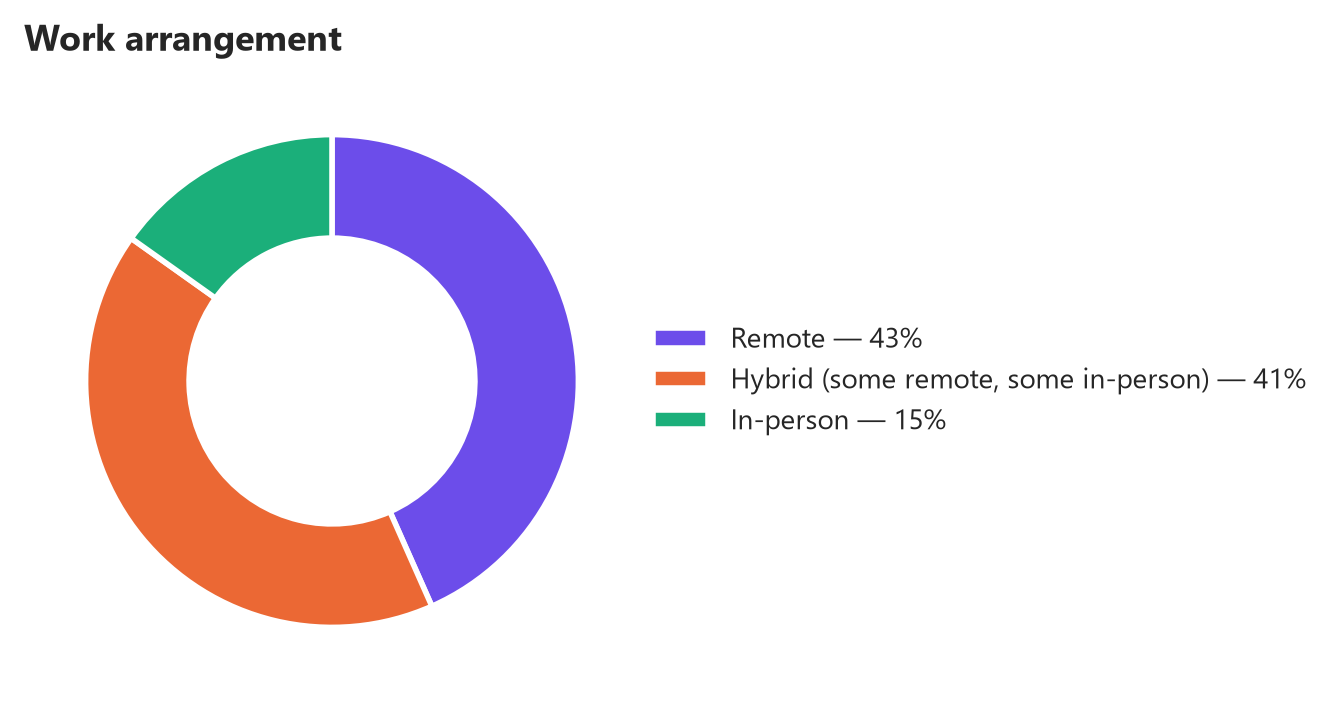 Work arrangement
Remote — 43%
Hybrid (some remote, some in-person) — 41%
In-person — 15%